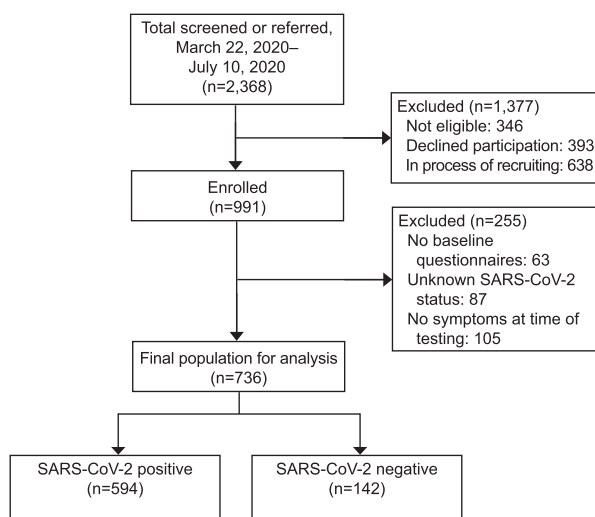 Total screened or referred,
March 22, 2020–
July 10, 2020
(n=2,368)
Excluded (n=1,377)
Not eligible: 346
Declined participation: 393
In process of recruiting: 638
Enrolled
(n=991)
Excluded (n=255)
No baseline
questionnaires: 63
Unknown SARS-CoV-2
status: 87
No symptoms at time of
testing: 105
Final population for analysis
(n=736)
SARS-CoV-2 positive
(n=594)
SARS-CoV-2 negative
(n=142)